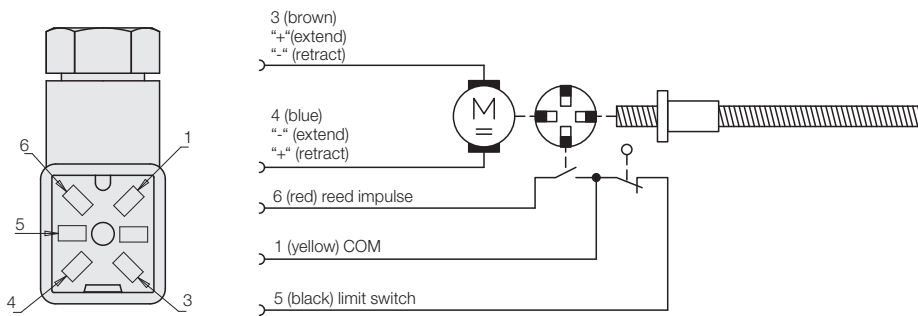 6
1
5
4
3
3 (brown)
“+“(extend)
“-“ (retract)
4 (blue)
“-“ (extend)
“+“ (retract)
6 (red) reed impulse
1 (yellow) COM
5 (black) limit switch
M
=